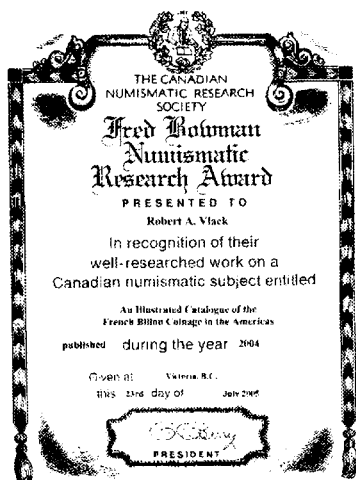 THE CANADIAN
NUMISMATIC RESEARCH
SOCIETY
Fred Bowman
Numismatic
Research Award
PRESENTED TO
Robert A. Vlack
In recognition of their
well-researched work on a
Canadian numismatic subject entitled
An Illustrated Catalogue of the
French Billon Coinage in the Americas
published during the year 2004
Given at Victoria, B.C.
this 23rd day of July 2005
PRESIDENT